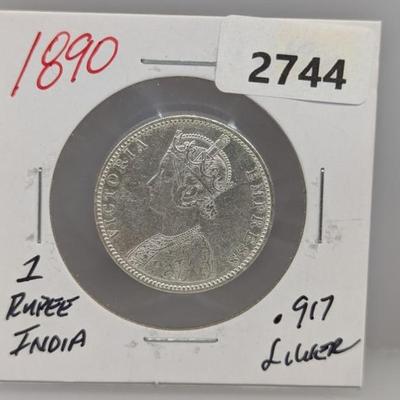 1890
2744
VICTORIA EMPRESS
1
RUPEE
INDIA
.917
SILVER